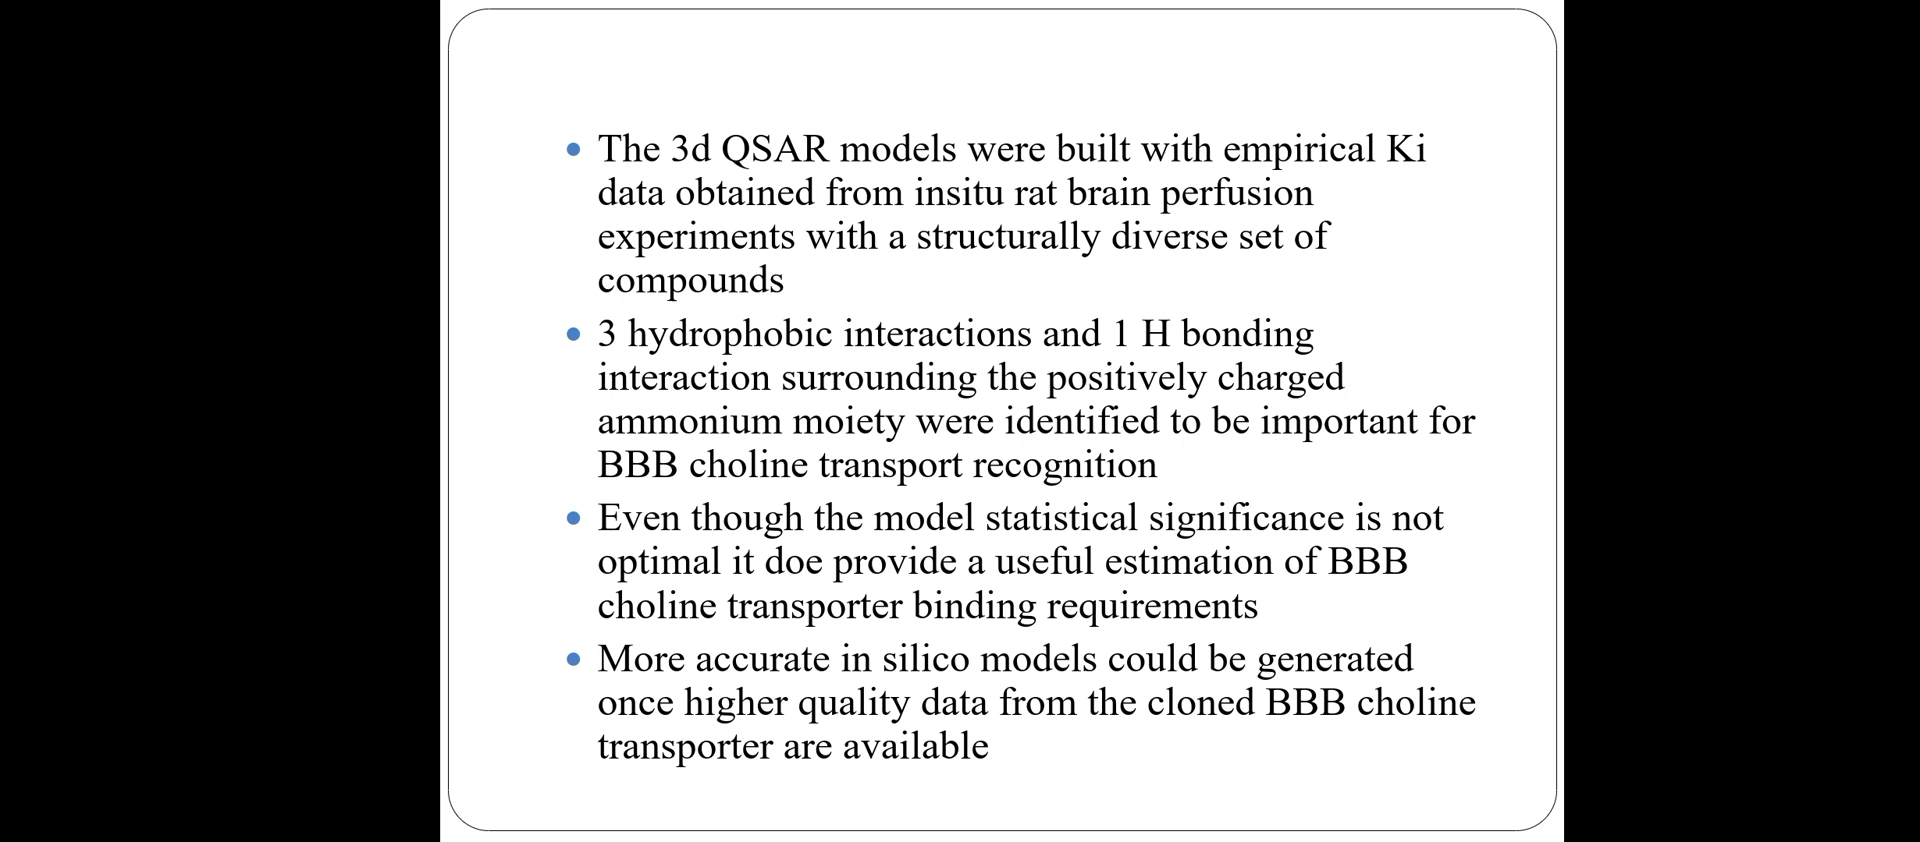 • The 3d QSAR models were built with empirical Ki
data obtained from insitu rat brain perfusion
experiments with a structurally diverse set of
compounds
• 3 hydrophobic interactions and 1 H bonding
interaction surrounding the positively charged
ammonium moiety were identified to be important for
BBB choline transport recognition
• Even though the model statistical significance is not
optimal it doe provide a useful estimation of BBB
choline transporter binding requirements
• More accurate in silico models could be generated
once higher quality data from the cloned BBB choline
transporter are available